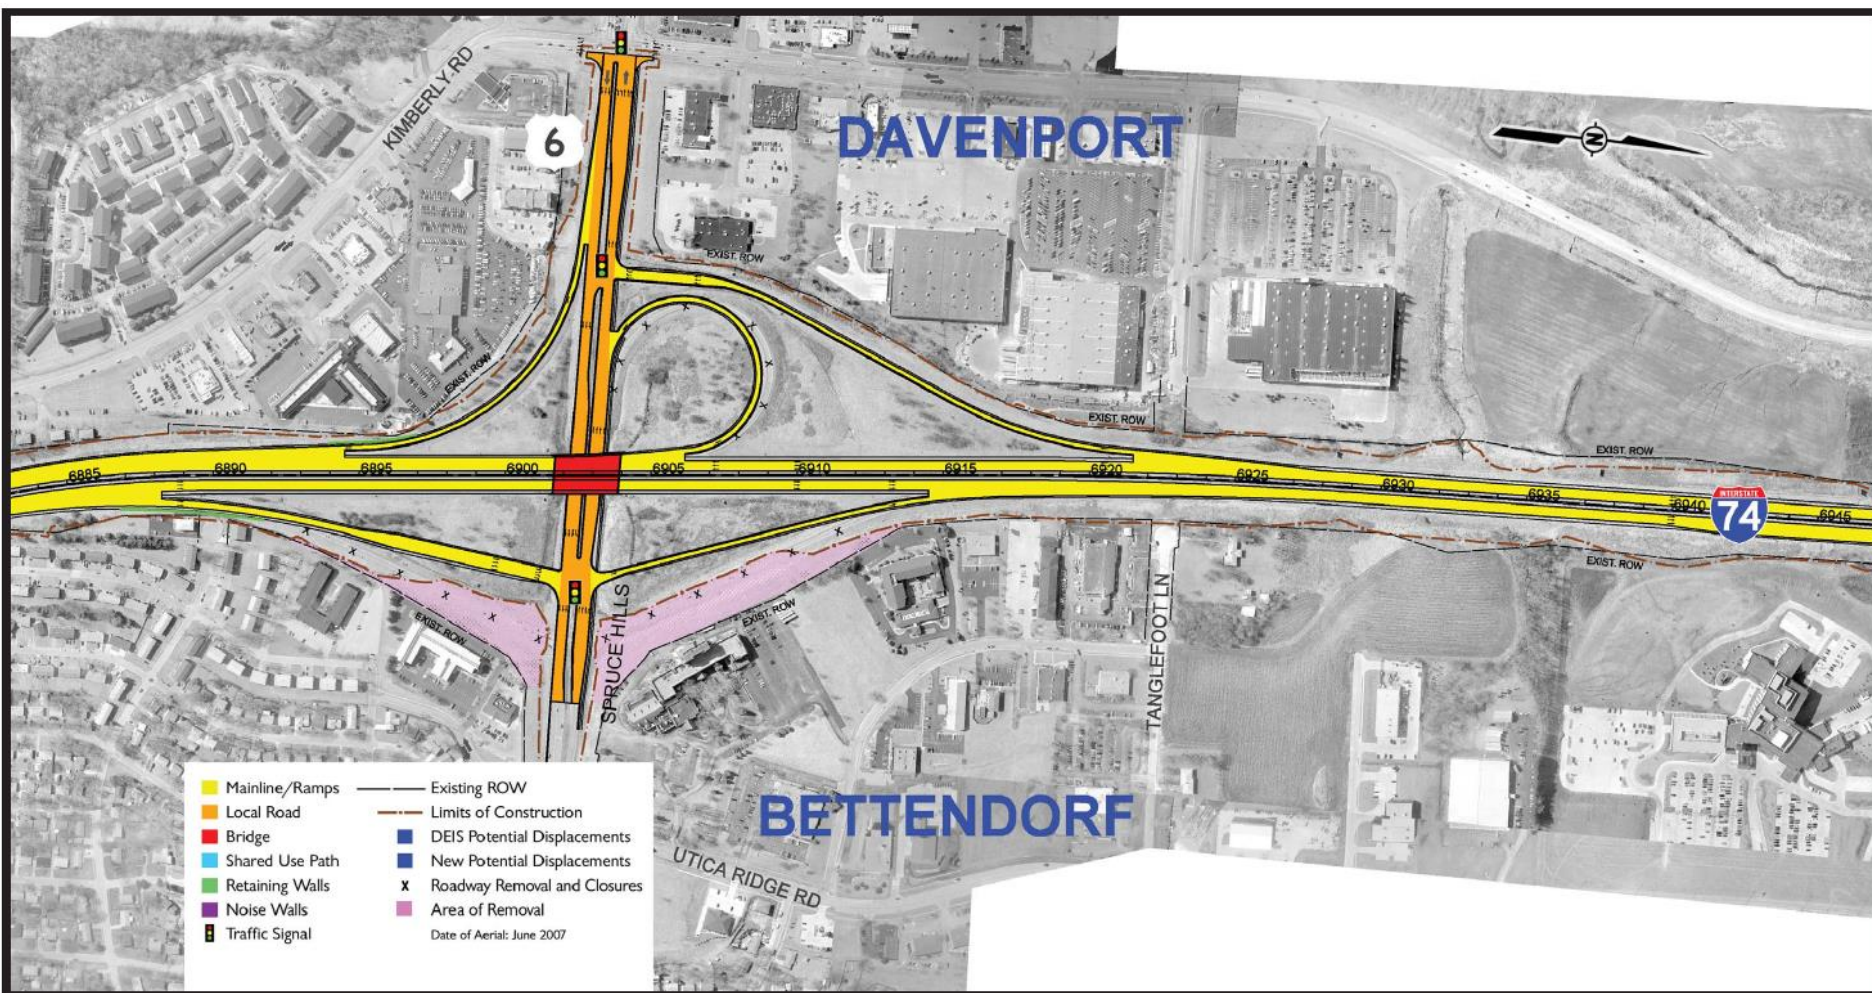 KIMBERLY RD
6
DAVENPORT
N
EXIST. ROW
EXIST. ROW
EXIST. ROW
EXIST. ROW
6885
6890
6895
6900
6905
6910
6915
6920
6925
6930
6935
6940
6945
INTERSTATE
74
EXIST. ROW
EXIST. ROW
EXIST. ROW
SPRUCE HILLS
TANGLEFOOT LN
BETTENDORF
UTICA RIDGE RD
Mainline/Ramps
Local Road
Bridge
Shared Use Path
Retaining Walls
Noise Walls
Traffic Signal
Existing ROW
Limits of Construction
DEIS Potential Displacements
New Potential Displacements
x Roadway Removal and Closures
Area of Removal
Date of Aerial: June 2007